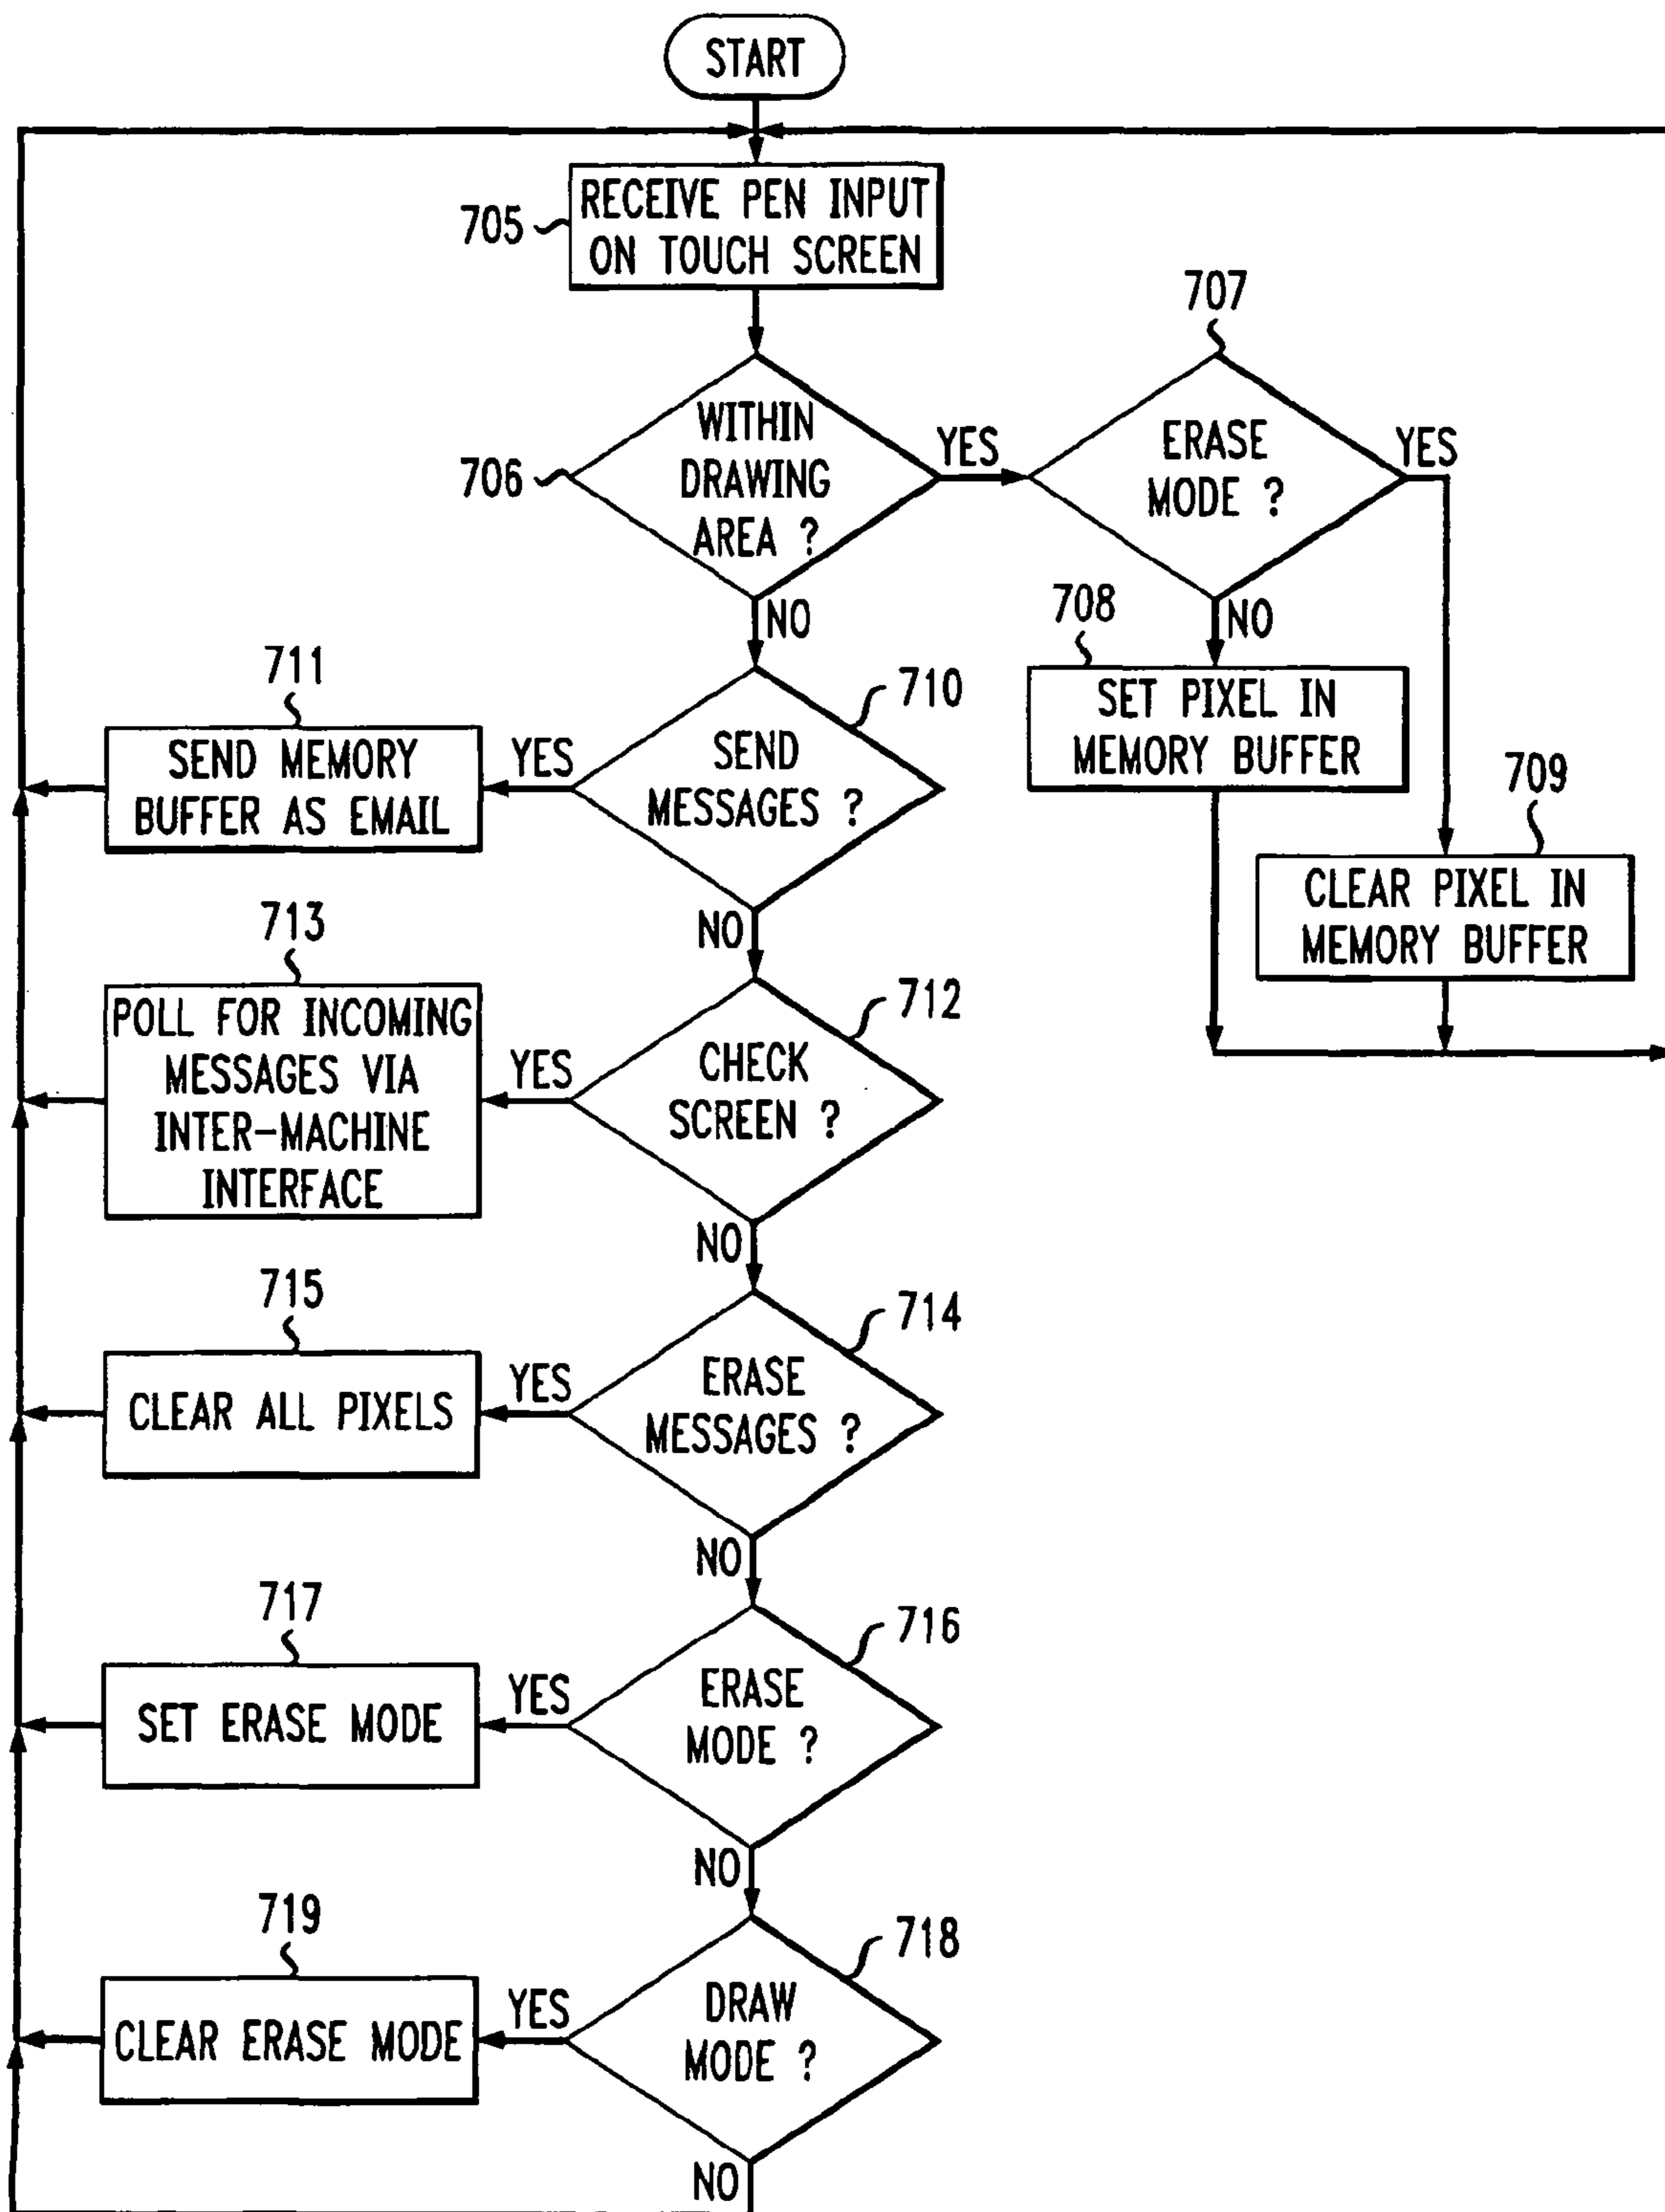 START
RECEIVE PEN INPUT
ON TOUCH SCREEN
705
707
WITHIN
DRAWING
AREA ?
706
YES
ERASE
MODE ?
YES
NO
708
NO
SET PIXEL IN
MEMORY BUFFER
709
CLEAR PIXEL IN
MEMORY BUFFER
711
710
SEND MEMORY
BUFFER AS EMAIL
YES
SEND
MESSAGES ?
NO
713
712
POLL FOR INCOMING
MESSAGES VIA
INTER-MACHINE
INTERFACE
YES
CHECK
SCREEN ?
NO
715
714
CLEAR ALL PIXELS
YES
ERASE
MESSAGES ?
NO
717
716
SET ERASE MODE
YES
ERASE
MODE ?
NO
719
718
CLEAR ERASE MODE
YES
DRAW
MODE ?
NO